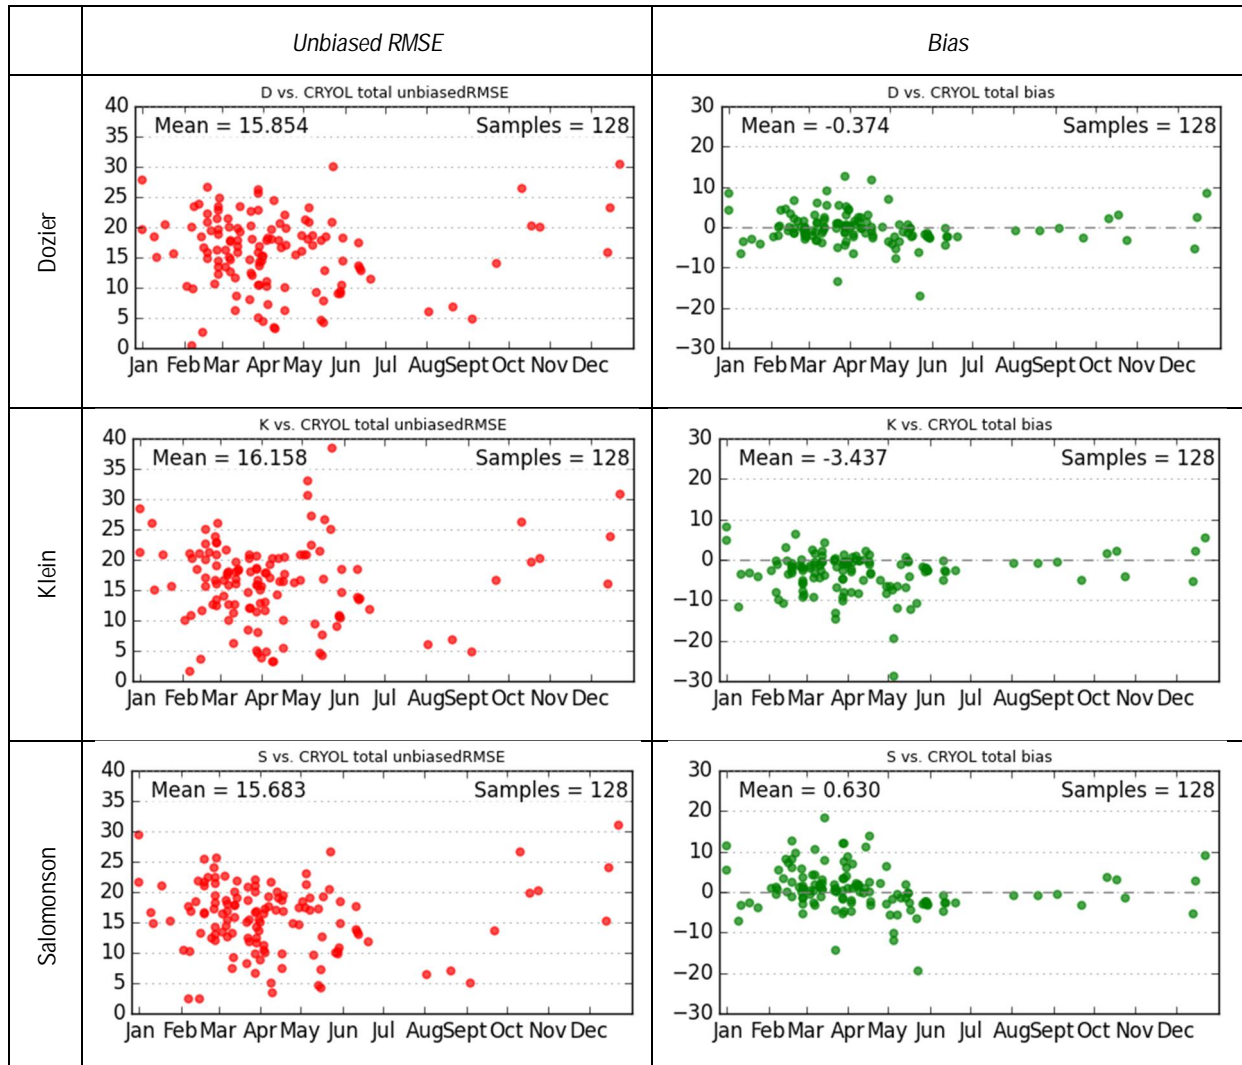 Unbiased RMSE
Bias
Dozier
D vs. CRYOL total unbiasedRMSE
Mean = 15.854 Samples = 128
40
35
30
25
20
15
10
5
0
Jan Feb Mar Apr May Jun Jul Aug Sept Oct Nov Dec
D vs. CRYOL total bias
Mean = -0.374 Samples = 128
30
20
10
0
−10
−20
−30
Jan Feb Mar Apr May Jun Jul Aug Sept Oct Nov Dec
Klein
K vs. CRYOL total unbiasedRMSE
Mean = 16.158 Samples = 128
40
35
30
25
20
15
10
5
0
Jan Feb Mar Apr May Jun Jul Aug Sept Oct Nov Dec
K vs. CRYOL total bias
Mean = -3.437 Samples = 128
30
20
10
0
−10
−20
−30
Jan Feb Mar Apr May Jun Jul Aug Sept Oct Nov Dec
Salomonson
S vs. CRYOL total unbiasedRMSE
Mean = 15.683 Samples = 128
40
35
30
25
20
15
10
5
0
Jan Feb Mar Apr May Jun Jul Aug Sept Oct Nov Dec
S vs. CRYOL total bias
Mean = 0.630 Samples = 128
30
20
10
0
−10
−20
−30
Jan Feb Mar Apr May Jun Jul Aug Sept Oct Nov Dec